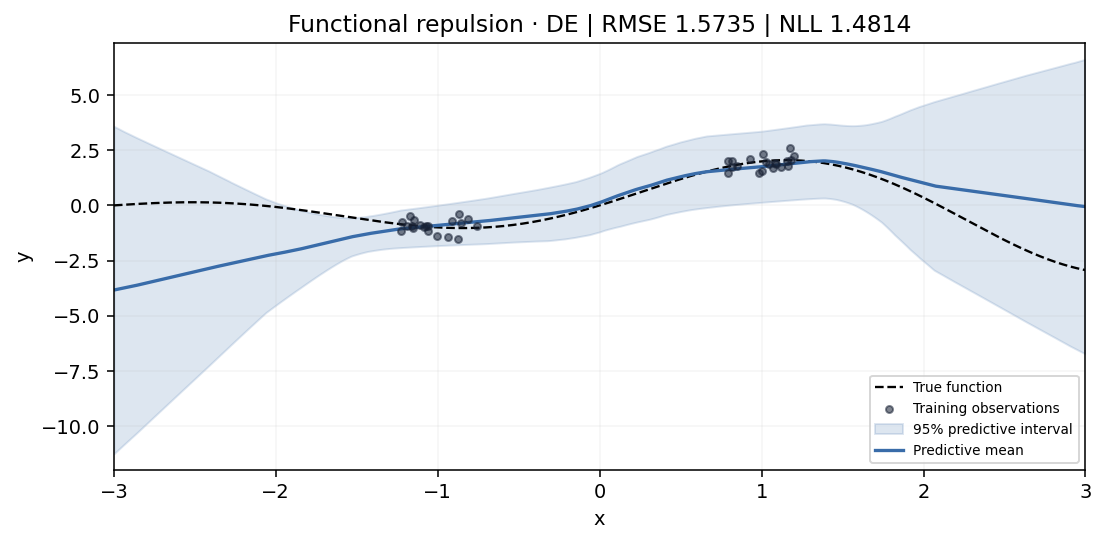 Functional repulsion · DE | RMSE 1.5735 | NLL 1.4814
y
5.0
2.5
0.0
−2.5
−5.0
−7.5
−10.0
True function
Training observations
95% predictive interval
Predictive mean
−3
−2
−1
0
1
2
3
x